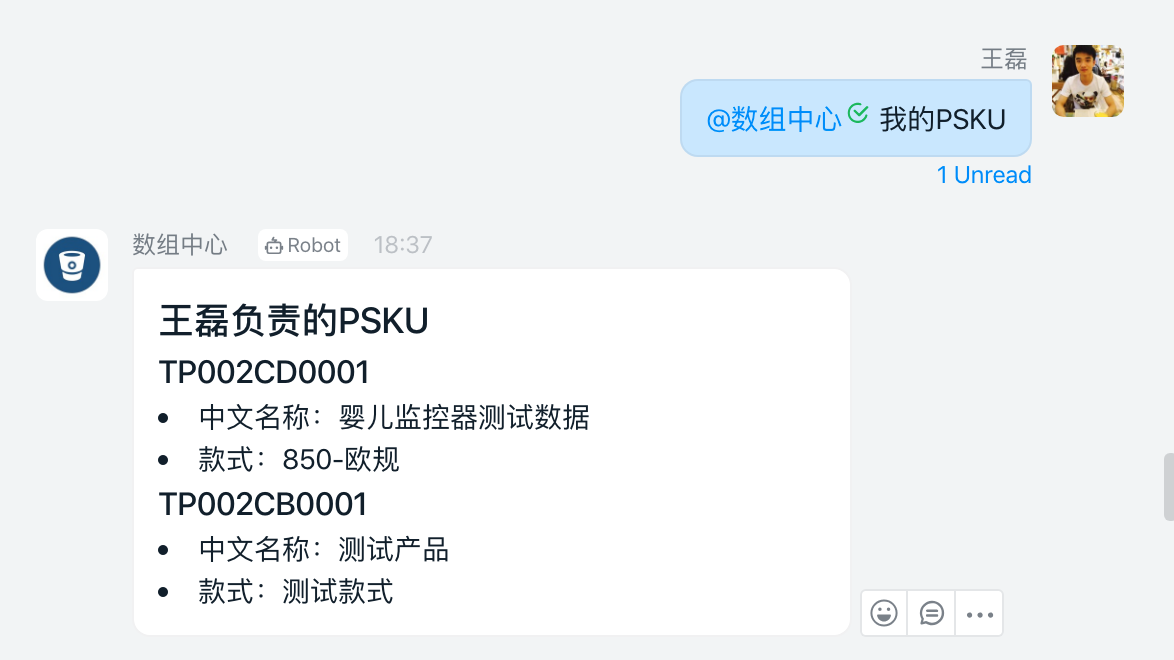 王磊
@数组中心 我的PSKU
1 Unread
数组中心 Robot 18:37
王磊负责的PSKU
TP002CD0001
• 中文名称：婴儿监控器测试数据
• 款式：850-欧规
TP002CB0001
• 中文名称：测试产品
• 款式：测试款式